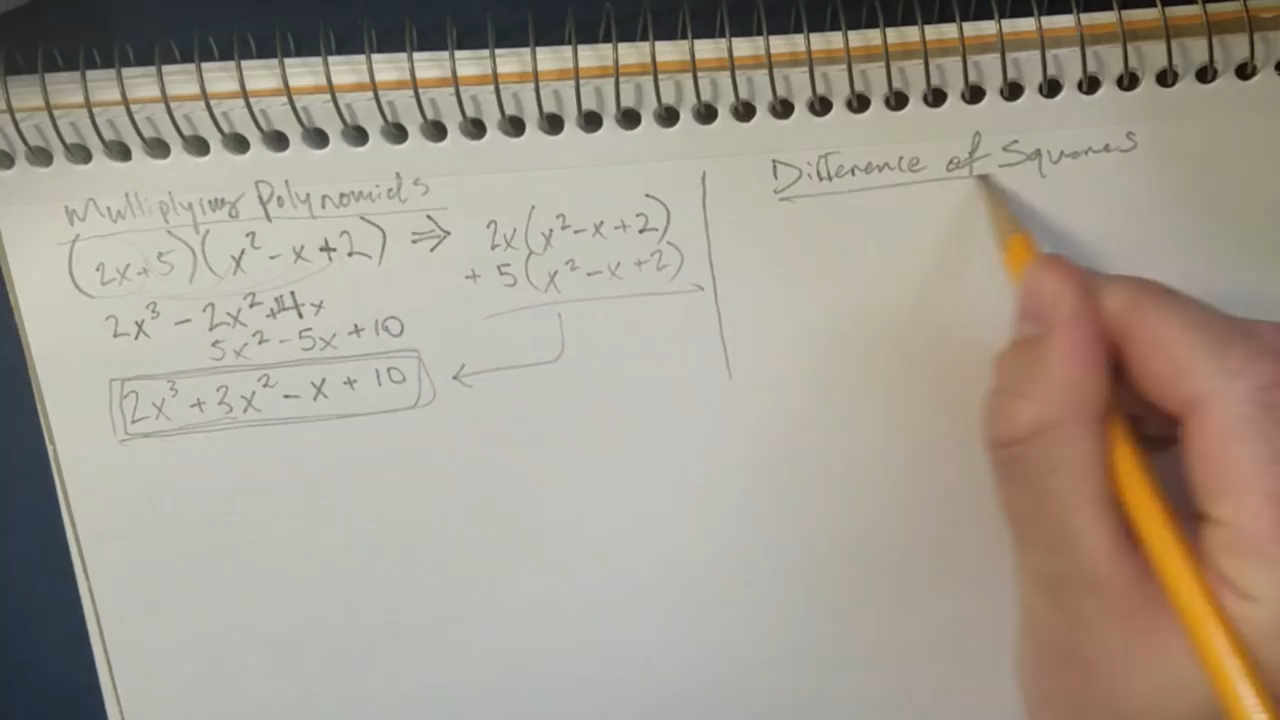 Multiplying Polynomials
(2x+5)(x² - x + 2) ⇒ 2x(x² - x + 2)
+ 5(x² - x + 2)
2x³ - 2x² + 4x
5x² - 5x + 10
2x³ + 3x² - x + 10
Difference of Squares